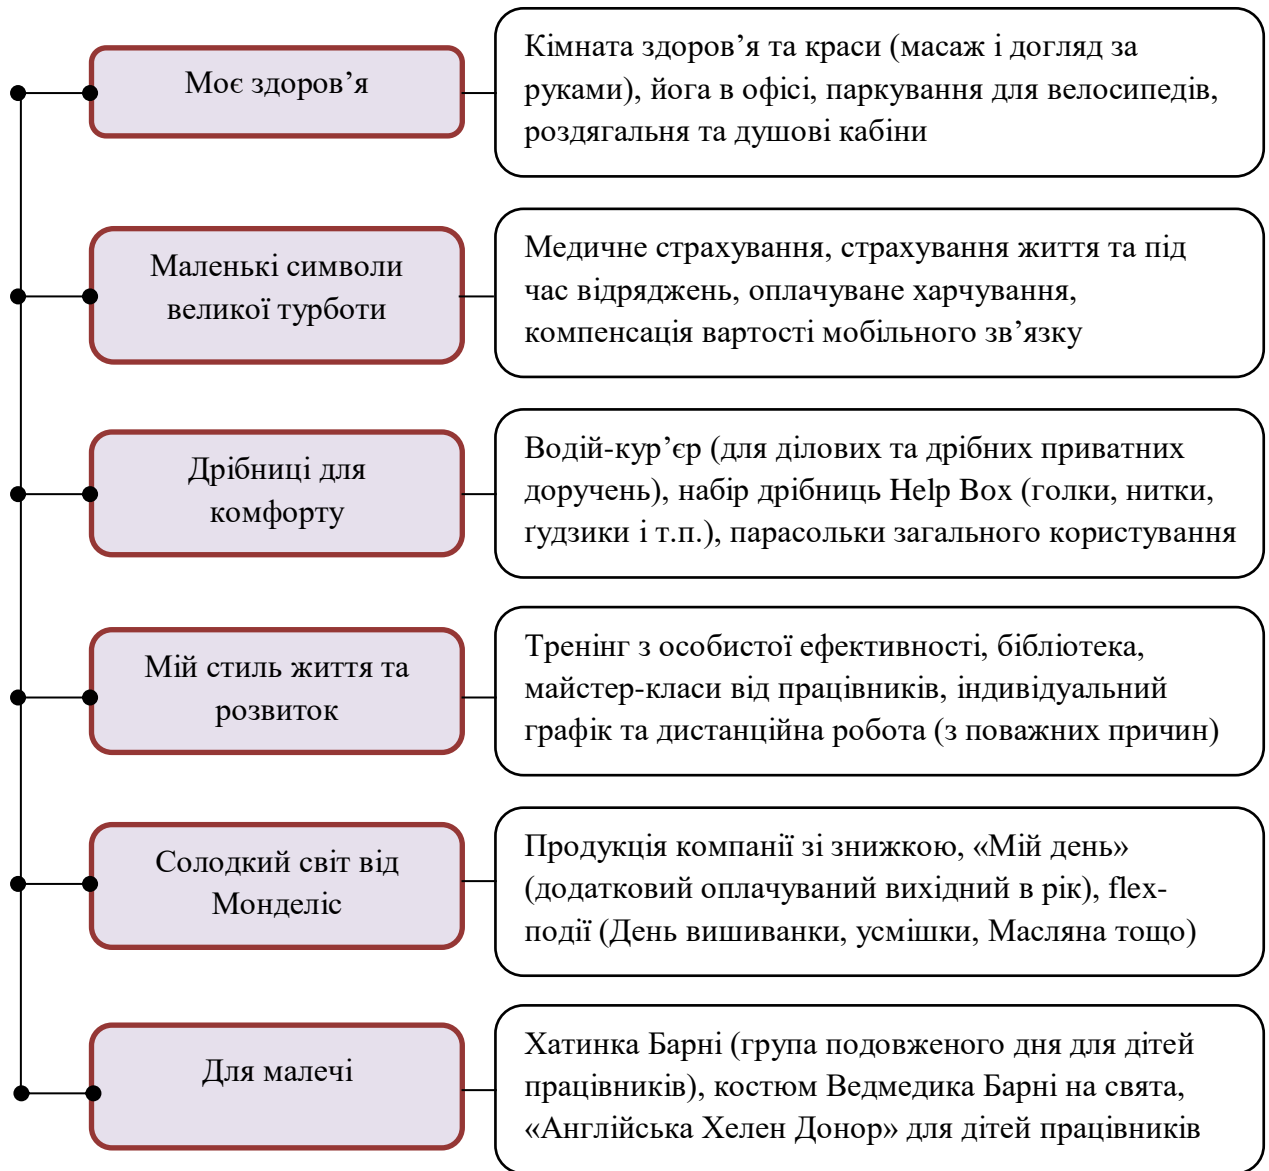 Моє здоров’я
Кімната здоров’я та краси (масаж і догляд за
руками), йога в офісі, паркування для велосипедів,
роздягальня та душові кабіни
Маленькі символи
великої турботи
Медичне страхування, страхування життя та під
час відряджень, оплачуване харчування,
компенсація вартості мобільного зв’язку
Дрібниці для
комфорту
Водій-кур’єр (для ділових та дрібних приватних
доручень), набір дрібниць Help Box (голки, нитки,
ґудзики і т.п.), парасольки загального користування
Мій стиль життя та
розвиток
Тренінг з особистої ефективності, бібліотека,
майстер-класи від працівників, індивідуальний
графік та дистанційна робота (з поважних причин)
Солодкий світ від
Монделіс
Продукція компанії зі знижкою, «Мій день»
(додатковий оплачуваний вихідний в рік), flex-
події (День вишиванки, усмішки, Масляна тощо)
Для малечі
Хатинка Барні (група подовженого дня для дітей
працівників), костюм Ведмедика Барні на свята,
«Англійська Хелен Донор» для дітей працівників